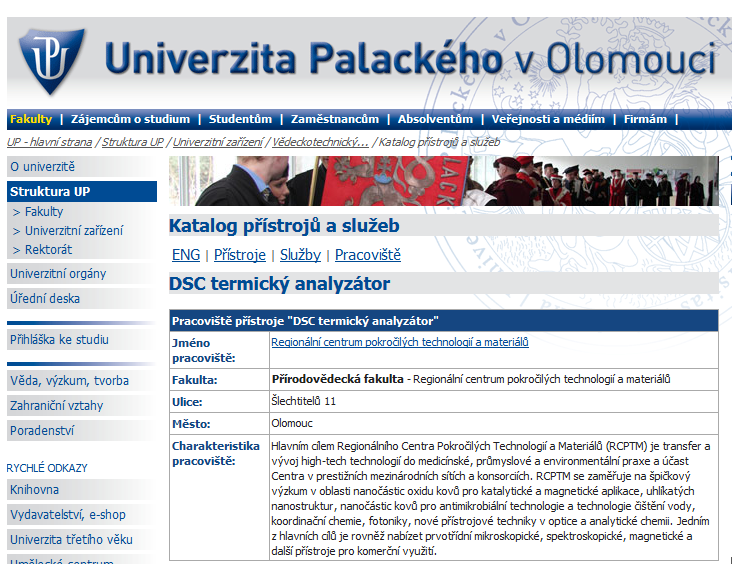 Univerzita Palackého v Olomouci
Fakulty | Zájemcům o studium | Studentům | Zaměstnancům | Absolventům | Veřejnosti a médiím | Firmám |
UP - hlavní strana / Struktura UP / Univerzitní zařízení / Vědeckotechnický... / Katalog přístrojů a služeb
O univerzitě
Struktura UP
> Fakulty
> Univerzitní zařízení
> Rektorát
Univerzitní orgány
Úřední deska
Přihláška ke studiu
Věda, výzkum, tvorba
Zahraniční vztahy
Poradenství
RYCHLÉ ODKAZY
Knihovna
Vydavatelství, e-shop
Univerzita třetího věku
Umělecké centrum
Katalog přístrojů a služeb
ENG | Přístroje | Služby | Pracoviště
DSC termický analyzátor
Pracoviště přístroje "DSC termický analyzátor"
Jméno pracoviště: Regionální centrum pokročilých technologií a materiálů
Fakulta: Přírodovědecká fakulta - Regionální centrum pokročilých technologií a materiálů
Ulice: Šlechtitelů 11
Město: Olomouc
Charakteristika pracoviště:
Hlavním cílem Regionálního Centra Pokročilých Technologií a Materiálů (RCPTM) je transfer a
vývoj high-tech technologií do medicínské, průmyslové a environmentální praxe a účast
Centra v prestižních mezinárodních sítích a konsorciích. RCPTM se zaměřuje na špičkový
výzkum v oblasti nanočástic oxidu kovů pro katalytické a magnetické aplikace, uhlíkatých
nanostruktur, nanočástic kovů pro antimikrobiální technologie a technologie čištění vody,
koordinační chemie, fotoniky, nové přístrojové techniky v optice a analytické chemii. Jedním
z hlavních cílů je rovněž nabízet prvotřídní mikroskopické, spektroskopické, magnetické a
další přístroje pro komerční využití.